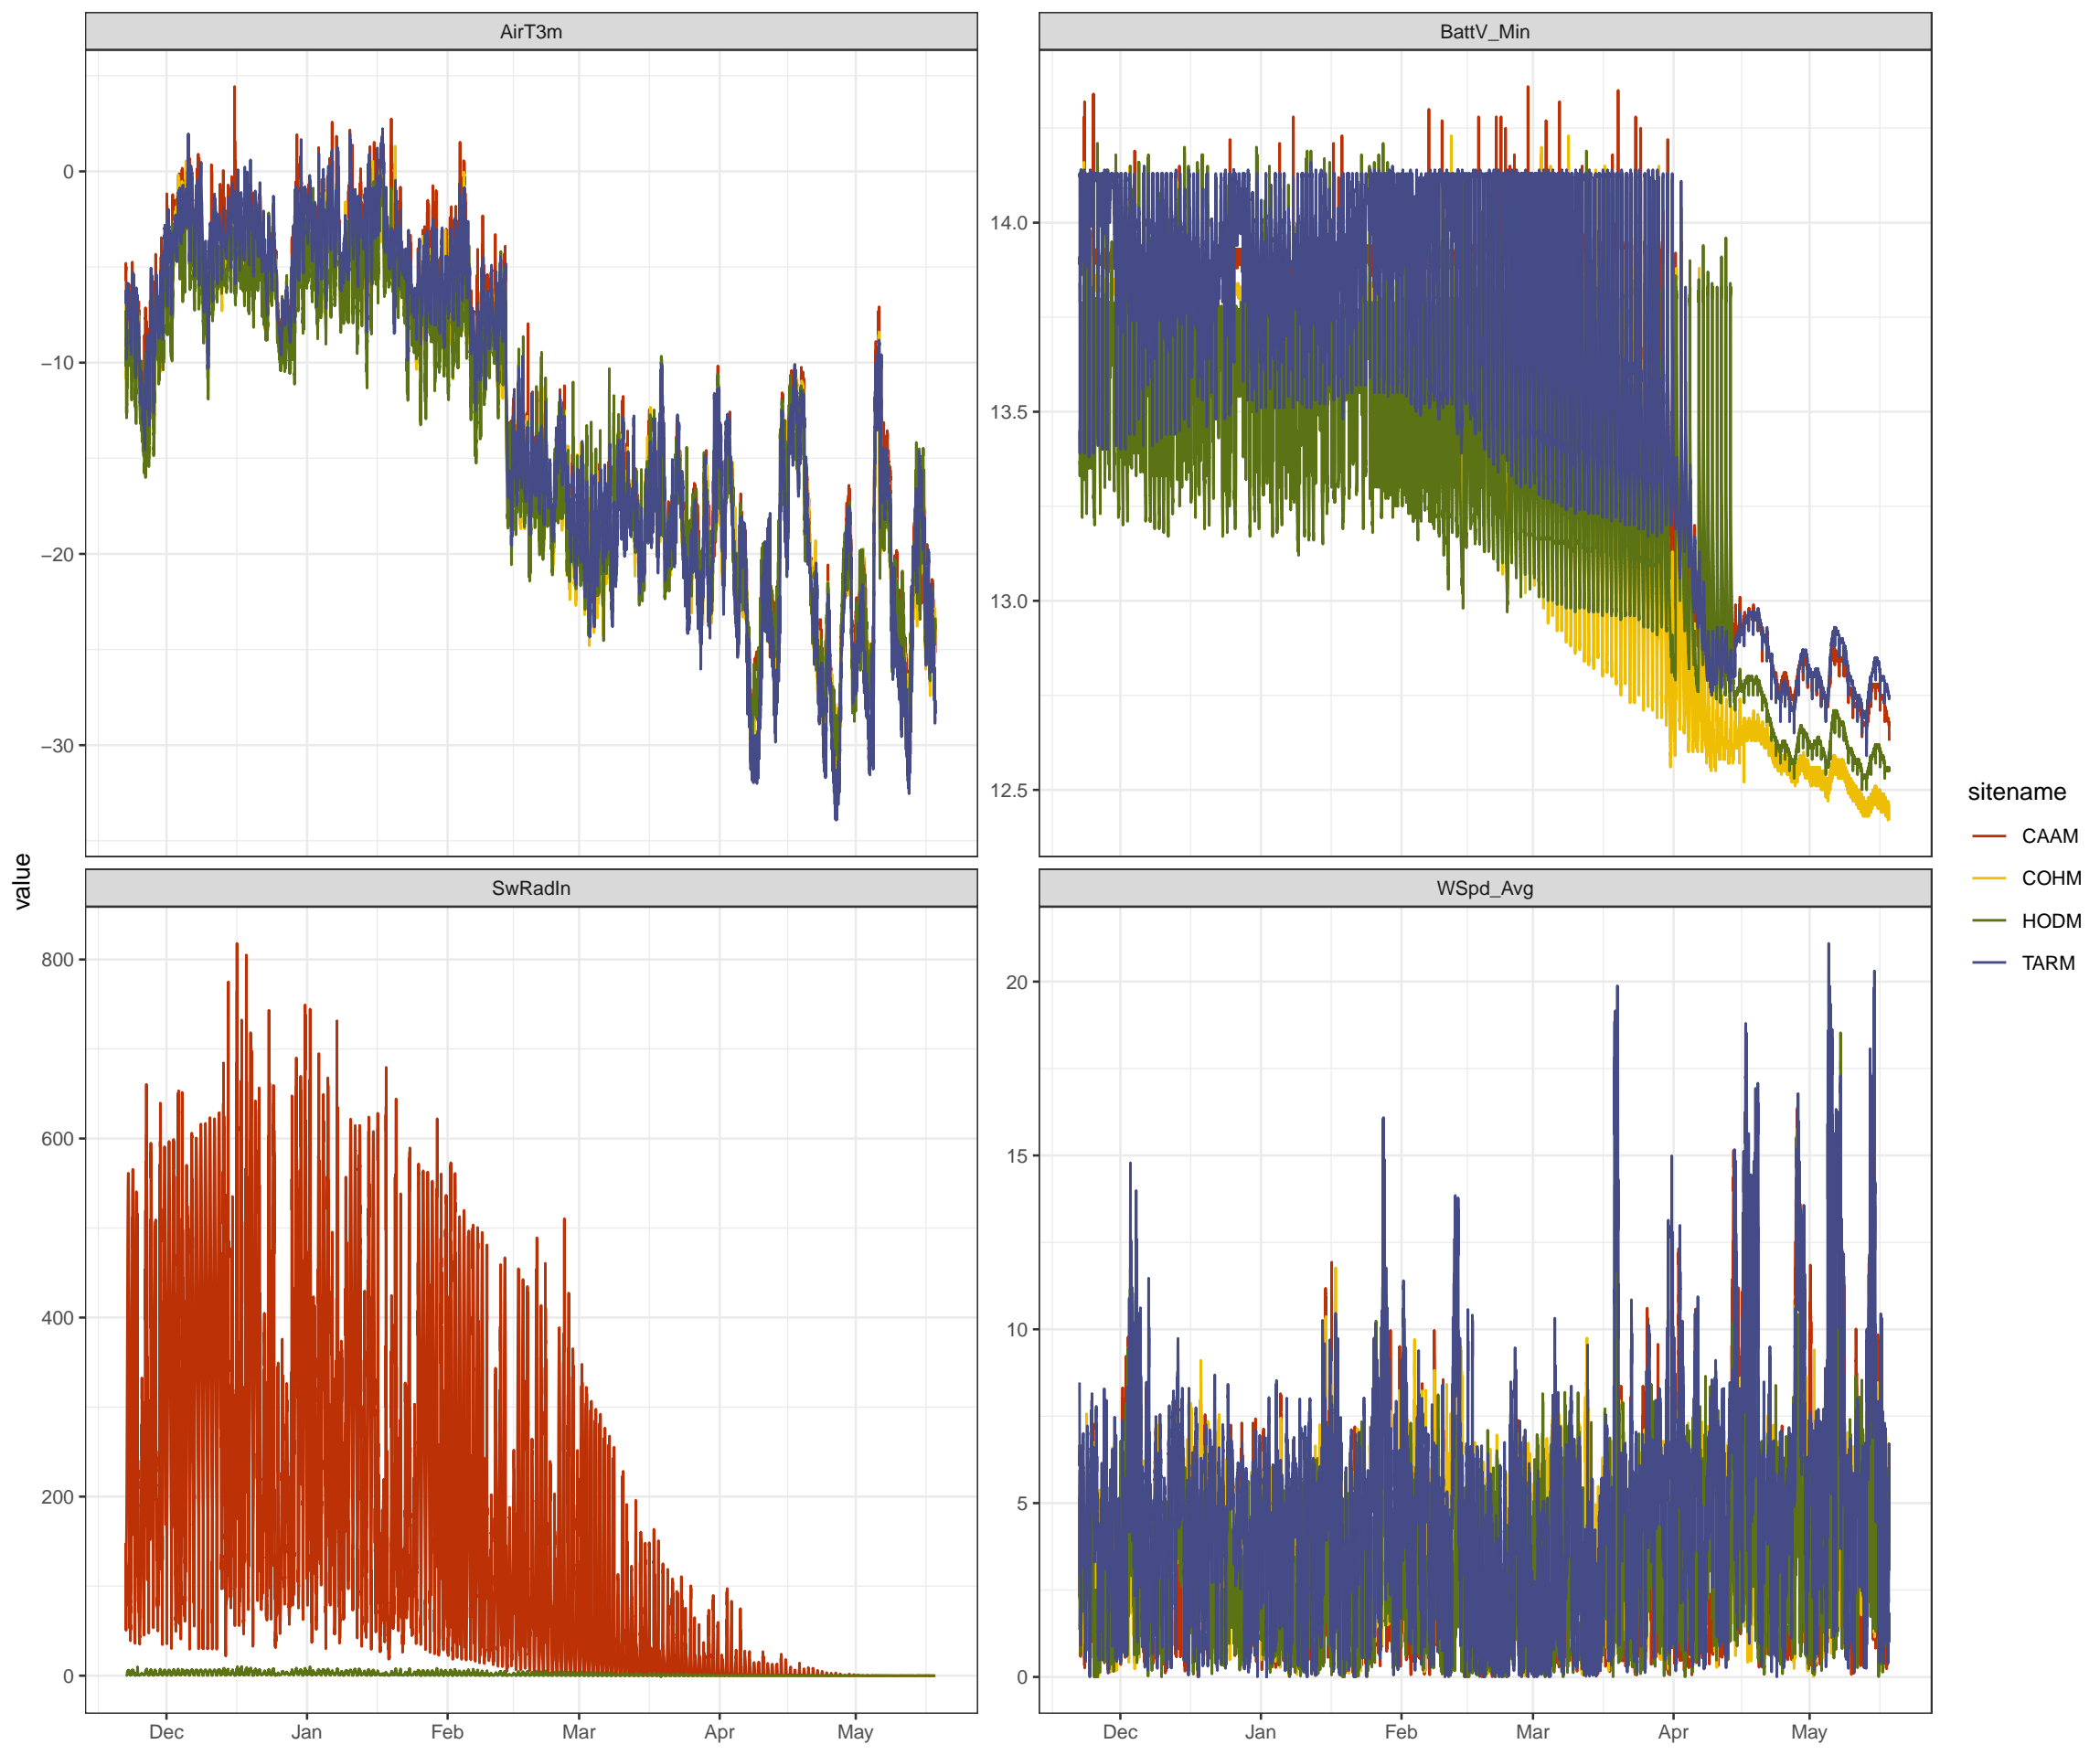 AirT3m
BattV_Min
0
−10
−20
−30
14.0
13.5
13.0
12.5
value
SwRadIn
WSpd_Avg
800
600
400
200
0
20
15
10
5
0
Dec Jan Feb Mar Apr May
Dec Jan Feb Mar Apr May
sitename
CAAM
COHM
HODM
TARM